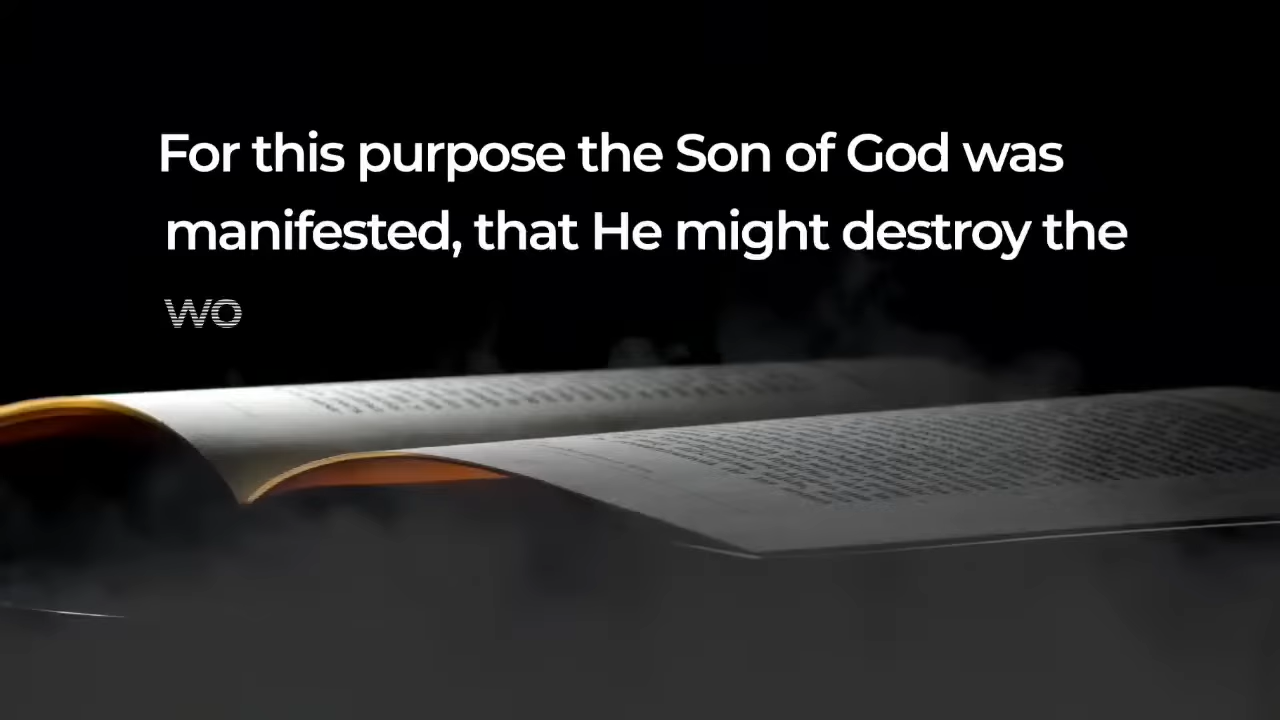 For this purpose the Son of God was
manifested, that He might destroy the
wo